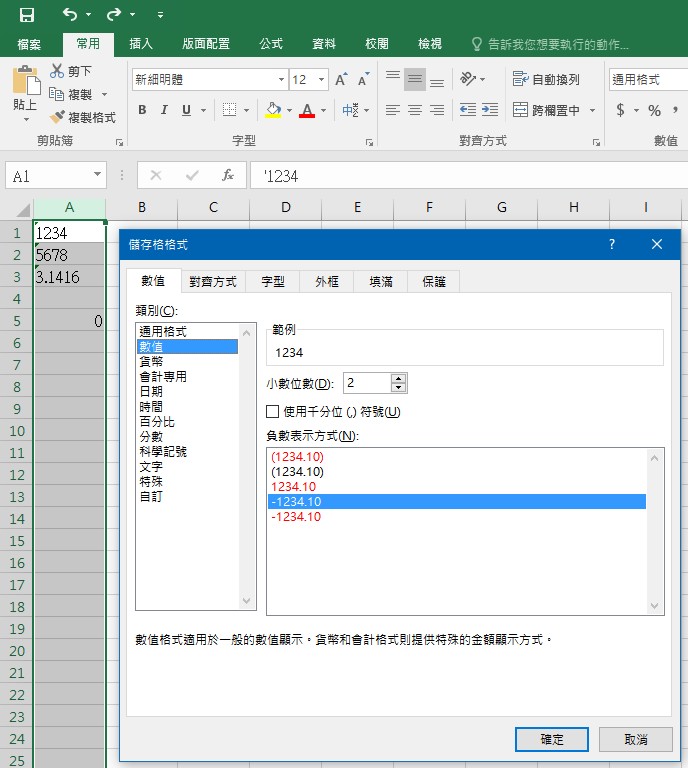 檔案 常用 插入 版面配置 公式 資料 校閱 檢視 告訴我您想要執行的動作...
剪下
複製
複製格式
貼上
剪貼簿
新細明體 12 A A
B I U A 中
字型
自動換列
跨欄置中
對齊方式
通用格式
$ % ,
數值
A1 fx '1234
A B C D E F G H I
1 1234
2 5678
3 3.1416
4
5 0
6
7
8
9
10
11
12
13
14
15
16
17
18
19
20
21
22
23
24
25
儲存格格式 ? ×
數值 對齊方式 字型 外框 填滿 保護
類別(C):
通用格式
數值
貨幣
會計專用
日期
時間
百分比
分數
科學記號
文字
特殊
自訂
範例
1234
小數位數(D): 2
使用千分位 (,) 符號(U)
負數表示方式(N):
(1234.10)
(1234.10)
1234.10
-1234.10
-1234.10
數值格式適用於一般的數值顯示。貨幣和會計格式則提供特殊的金額顯示方式。
確定 取消